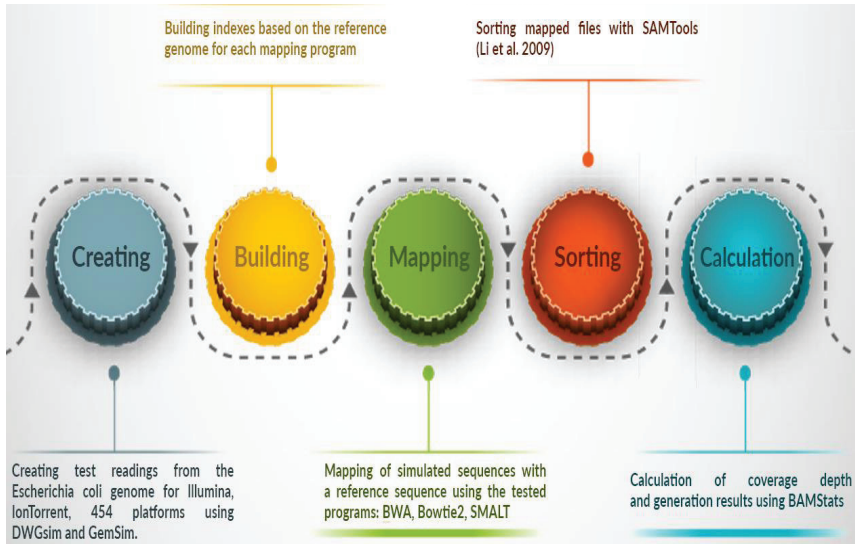 Building indexes based on the reference
genome for each mapping program
Sorting mapped files with SAMTools
(Li et al. 2009)
Creating
Building
Mapping
Sorting
Calculation
Creating test readings from the
Escherichia coli genome for Illumina,
IonTorrent, 454 platforms using
DWGsim and GemSim.
Mapping of simulated sequences with
a reference sequence using the tested
programs: BWA, Bowtie2, SMALT
Calculation of coverage depth
and generation results using BAMStats